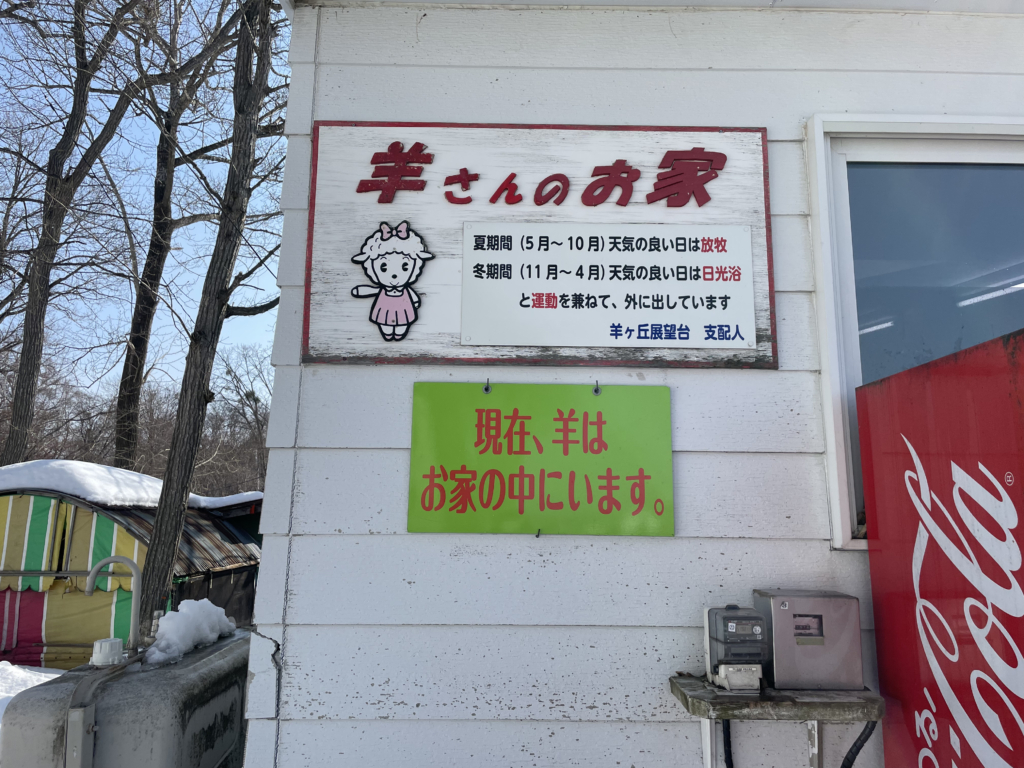 羊さんのお家
夏期間（5月〜10月）天気の良い日は放牧
冬期間（11月〜4月）天気の良い日は日光浴
と運動を兼ねて、外に出しています
羊ヶ丘展望台　支配人
現在、羊は
お家の中にいます。
Coca-Cola®